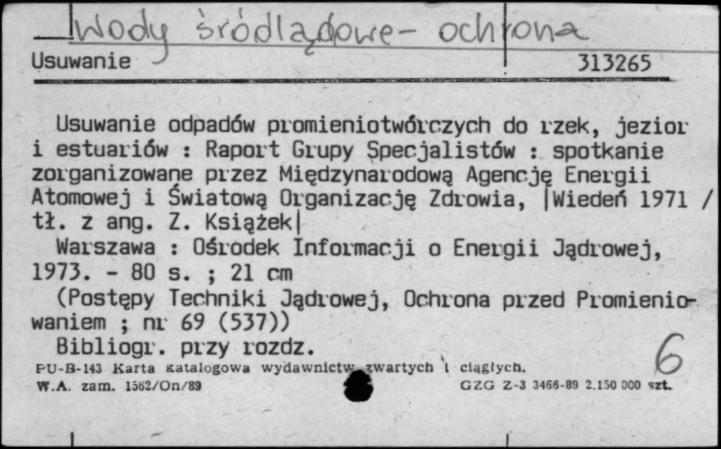 Wody śródlądowe - ochrona
Usuwanie 313265
Usuwanie odpadów promieniotwórczych do rzek, jezior
i estuariów : Raport Grupy Specjalistów : spotkanie
zorganizowane przez Międzynarodową Agencję Energii
Atomowej i Światową Organizację Zdrowia, |Wiedeń 1971 /
tł. z ang. Z. Książek|
Warszawa : Ośrodek Informacji o Energii Jądrowej,
1973. - 80 s. ; 21 cm
(Postępy Techniki Jądrowej, Ochrona przed Promienio-
waniem ; nr 69 (537))
Bibliogr. przy rozdz.
6
PU-B-143 Karta katalogowa wydawnictw zwartych i ciągłych.
W.A. zam. 1562/On/89 GZG Z-3 3466-89 2.150 000 szt.